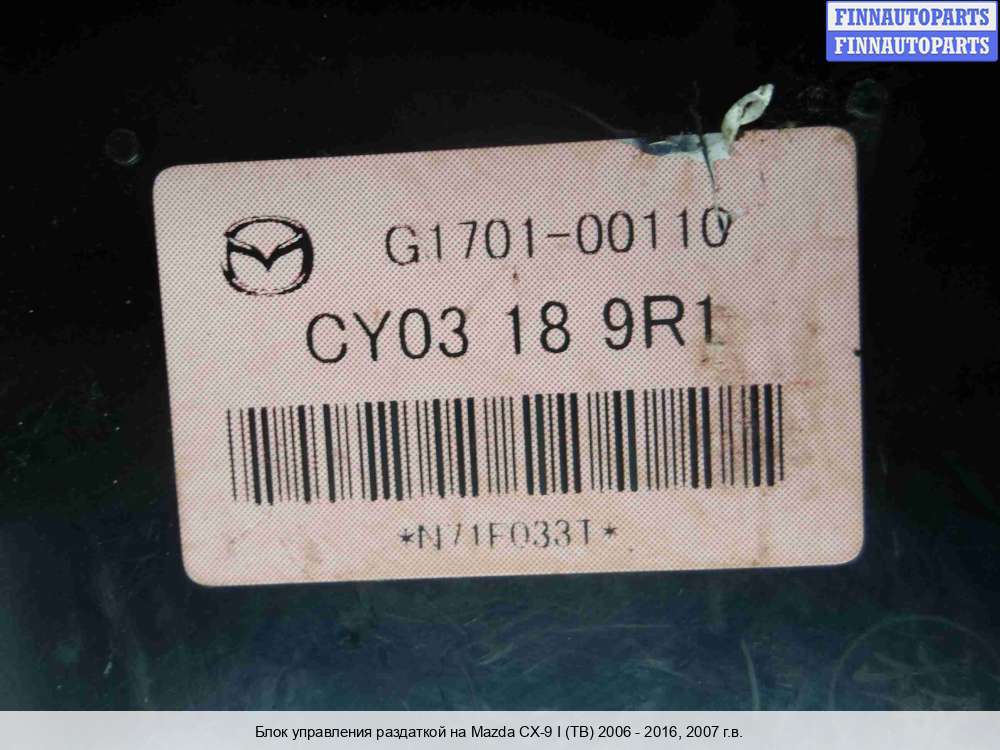 FINNAUTOPARTS
FINNAUTOPARTS
G1701-00110
CY03 18 9R1
*N71F033T*
Блок управления раздаткой на Mazda CX-9 I (TB) 2006 - 2016, 2007 г.в.